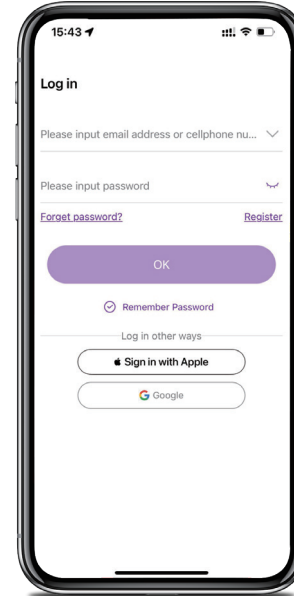 15:43
Log in
Please input email address or cellphone nu...
Please input password
Forget password? Register
OK
Remember Password
Log in other ways
Sign in with Apple
Google